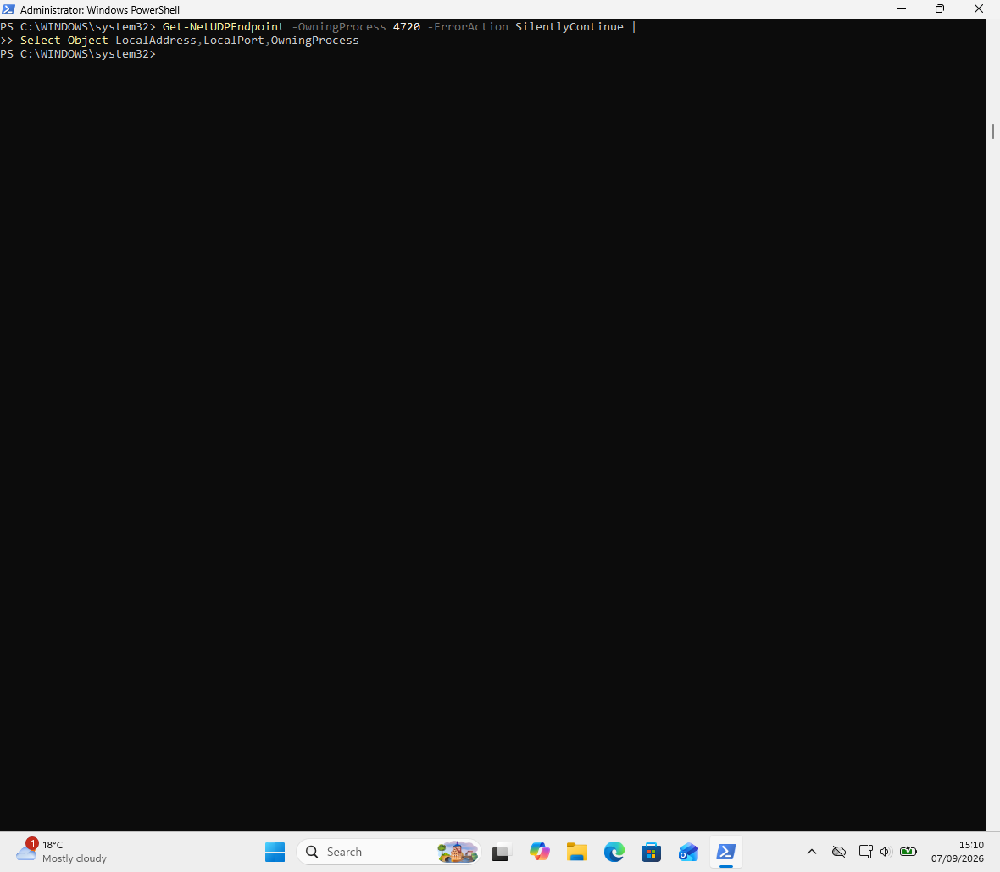 Administrator: Windows PowerShell
PS C:\WINDOWS\system32> Get-NetUDPEndpoint -OwningProcess 4720 -ErrorAction SilentlyContinue |
>> Select-Object LocalAddress,LocalPort,OwningProcess
PS C:\WINDOWS\system32>
1
18°C
Mostly cloudy
Search
15:10
07/09/2026